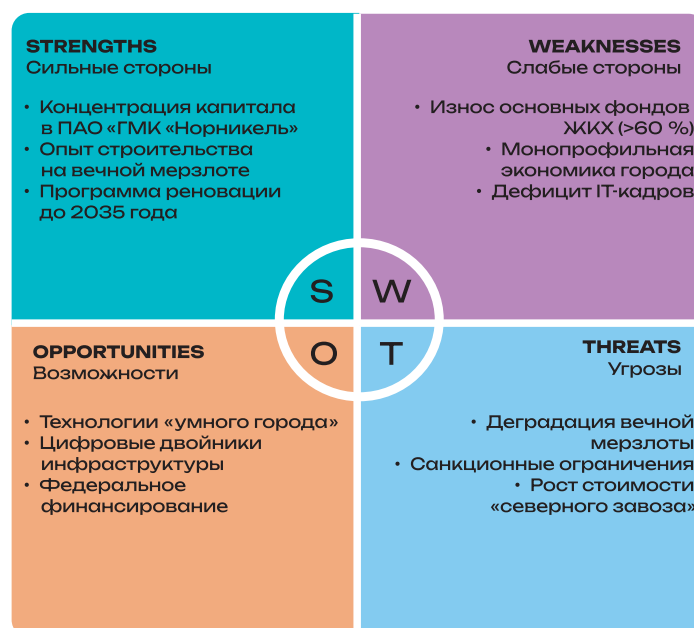 STRENGTHS
Сильные стороны
• Концентрация капитала
в ПАО «ГМК «Норникель»
• Опыт строительства
на вечной мерзлоте
• Программа реновации
до 2035 года
WEAKNESSES
Слабые стороны
• Износ основных фондов
ЖКХ (>60 %)
• Монопрофильная
экономика города
• Дефицит IT-кадров
S
W
O
T
OPPORTUNITIES
Возможности
• Технологии «умного города»
• Цифровые двойники
инфраструктуры
• Федеральное
финансирование
THREATS
Угрозы
• Деградация вечной
мерзлоты
• Санкционные ограничения
• Рост стоимости
«северного завоза»